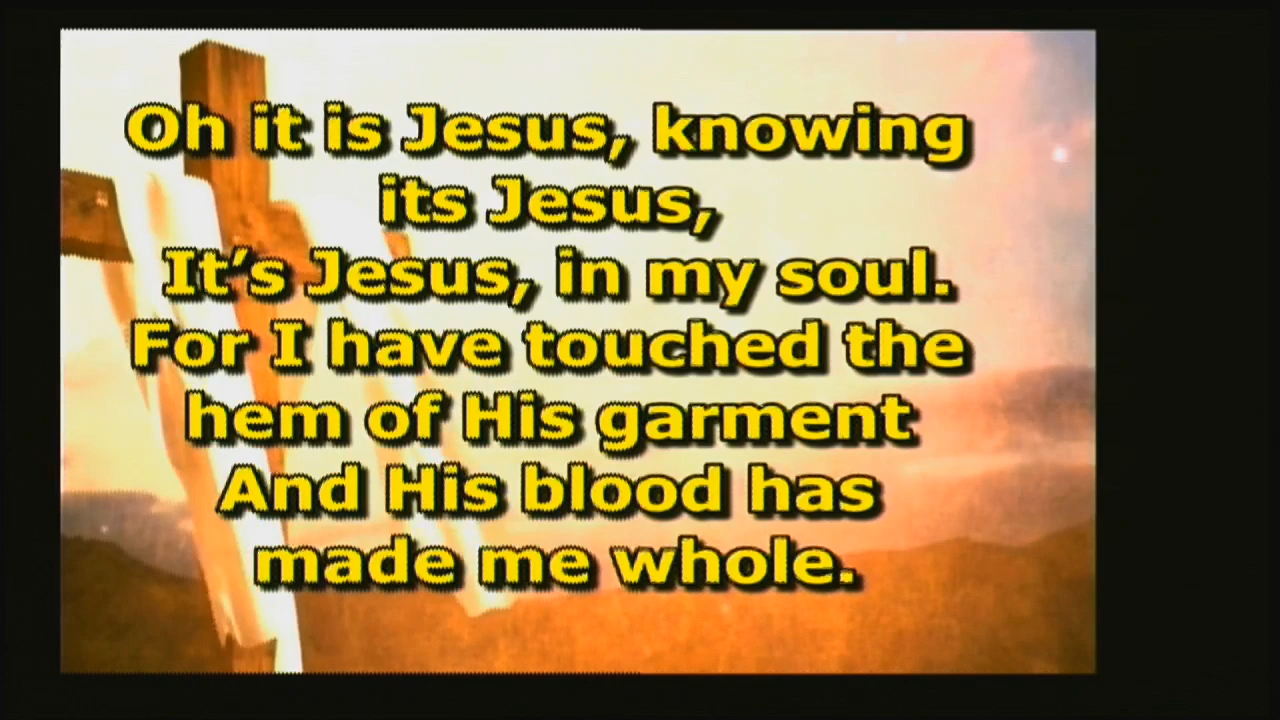 Oh it is Jesus, knowing
its Jesus,
It’s Jesus, in my soul.
For I have touched the
hem of His garment
And His blood has
made me whole.